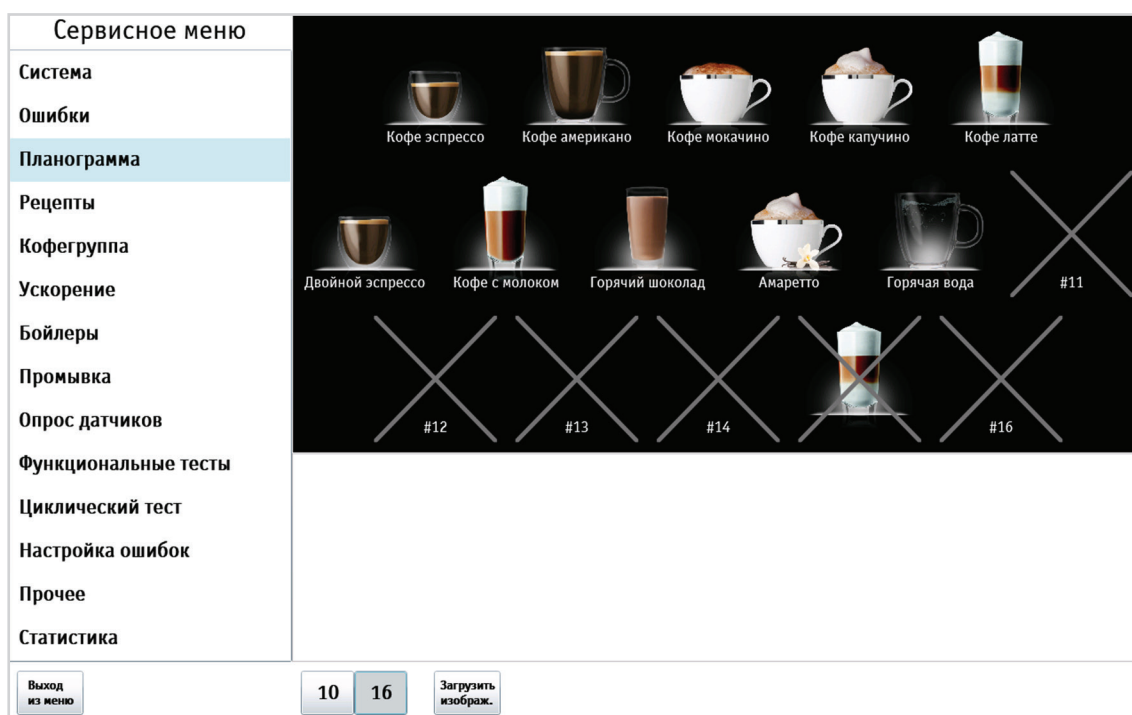 Сервисное меню
Система
Ошибки
Планограмма
Рецепты
Кофегруппа
Ускорение
Бойлеры
Промывка
Опрос датчиков
Функциональные тесты
Циклический тест
Настройка ошибок
Прочее
Статистика
Выход
из меню
Кофе эспрессо Кофе американо Кофе мокачино Кофе капучино Кофе латте
Двойной эспрессо Кофе с молоком Горячий шоколад Амаретто Горячая вода #11
#12 #13 #14 #16
10 16
Загрузить
изображ.